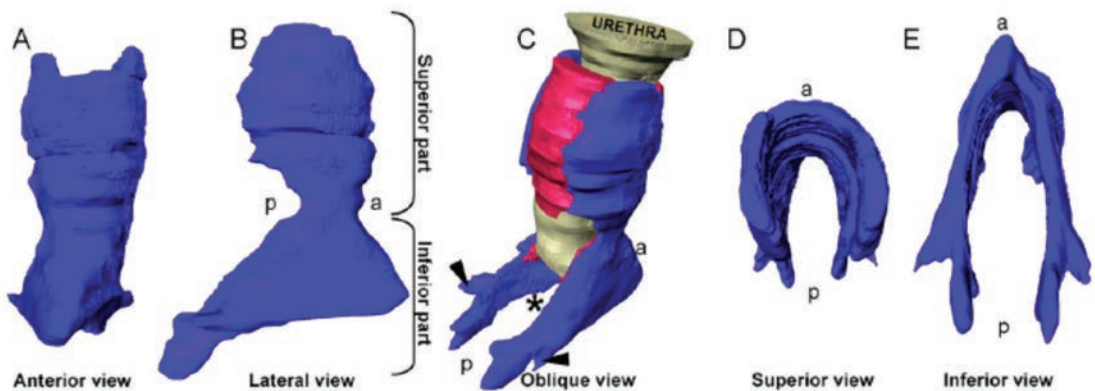 A
B
C
D
E
URETHRA
Superior part
Inferior part
p
a
a
p
*
a
p
a
p
Anterior view
Lateral view
Oblique view
Superior view
Inferior view